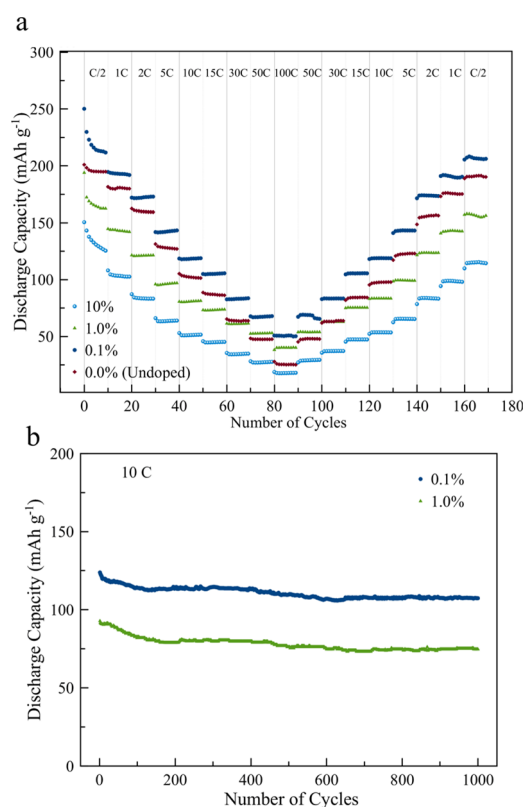 a
300
C/2 1C 2C 5C 10C 15C 30C 50C 100C 50C 30C 15C 10C 5C 2C 1C C/2
250
200
150
100
50
Discharge Capacity (mAh g-1)
10%
1.0%
0.1%
0.0% (Undoped)
0 20 40 60 80 100 120 140 160 180
Number of Cycles
b
200
10 C
0.1%
1.0%
150
100
50
0
Discharge Capacity (mAh g-1)
0 200 400 600 800 1000
Number of Cycles